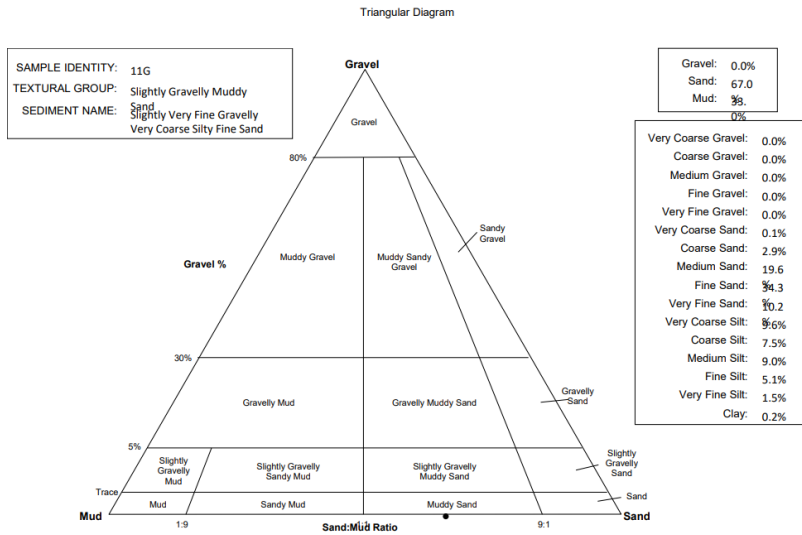 Triangular Diagram
SAMPLE IDENTITY: 11G
TEXTURAL GROUP: Slightly Gravelly Muddy
Sand
SEDIMENT NAME: Slightly Very Fine Gravelly
Very Coarse Silty Fine Sand
Gravel: 0.0%
Sand: 67.0
%
Mud: 33.
0%
Very Coarse Gravel: 0.0%
Coarse Gravel: 0.0%
Medium Gravel: 0.0%
Fine Gravel: 0.0%
Very Fine Gravel: 0.0%
Very Coarse Sand: 0.1%
Coarse Sand: 2.9%
Medium Sand: 19.6
%
Fine Sand: 34.3
%
Very Fine Sand: 10.2
%
Very Coarse Silt: 9.6%
Coarse Silt: 7.5%
Medium Silt: 9.0%
Fine Silt: 5.1%
Very Fine Silt: 1.5%
Clay: 0.2%
Gravel
Gravel
80%
Sandy
Gravel
Muddy Gravel
Muddy Sandy
Gravel
Gravel %
30%
Gravelly
Sand
Gravelly Mud
Gravelly Muddy Sand
5%
Slightly
Gravelly
Mud
Slightly Gravelly
Sandy Mud
Slightly Gravelly
Muddy Sand
Slightly
Gravelly
Sand
Trace
Mud
Sandy Mud
Muddy Sand
Sand
Mud
Sand
1:9
9:1
Sand:Mud Ratio